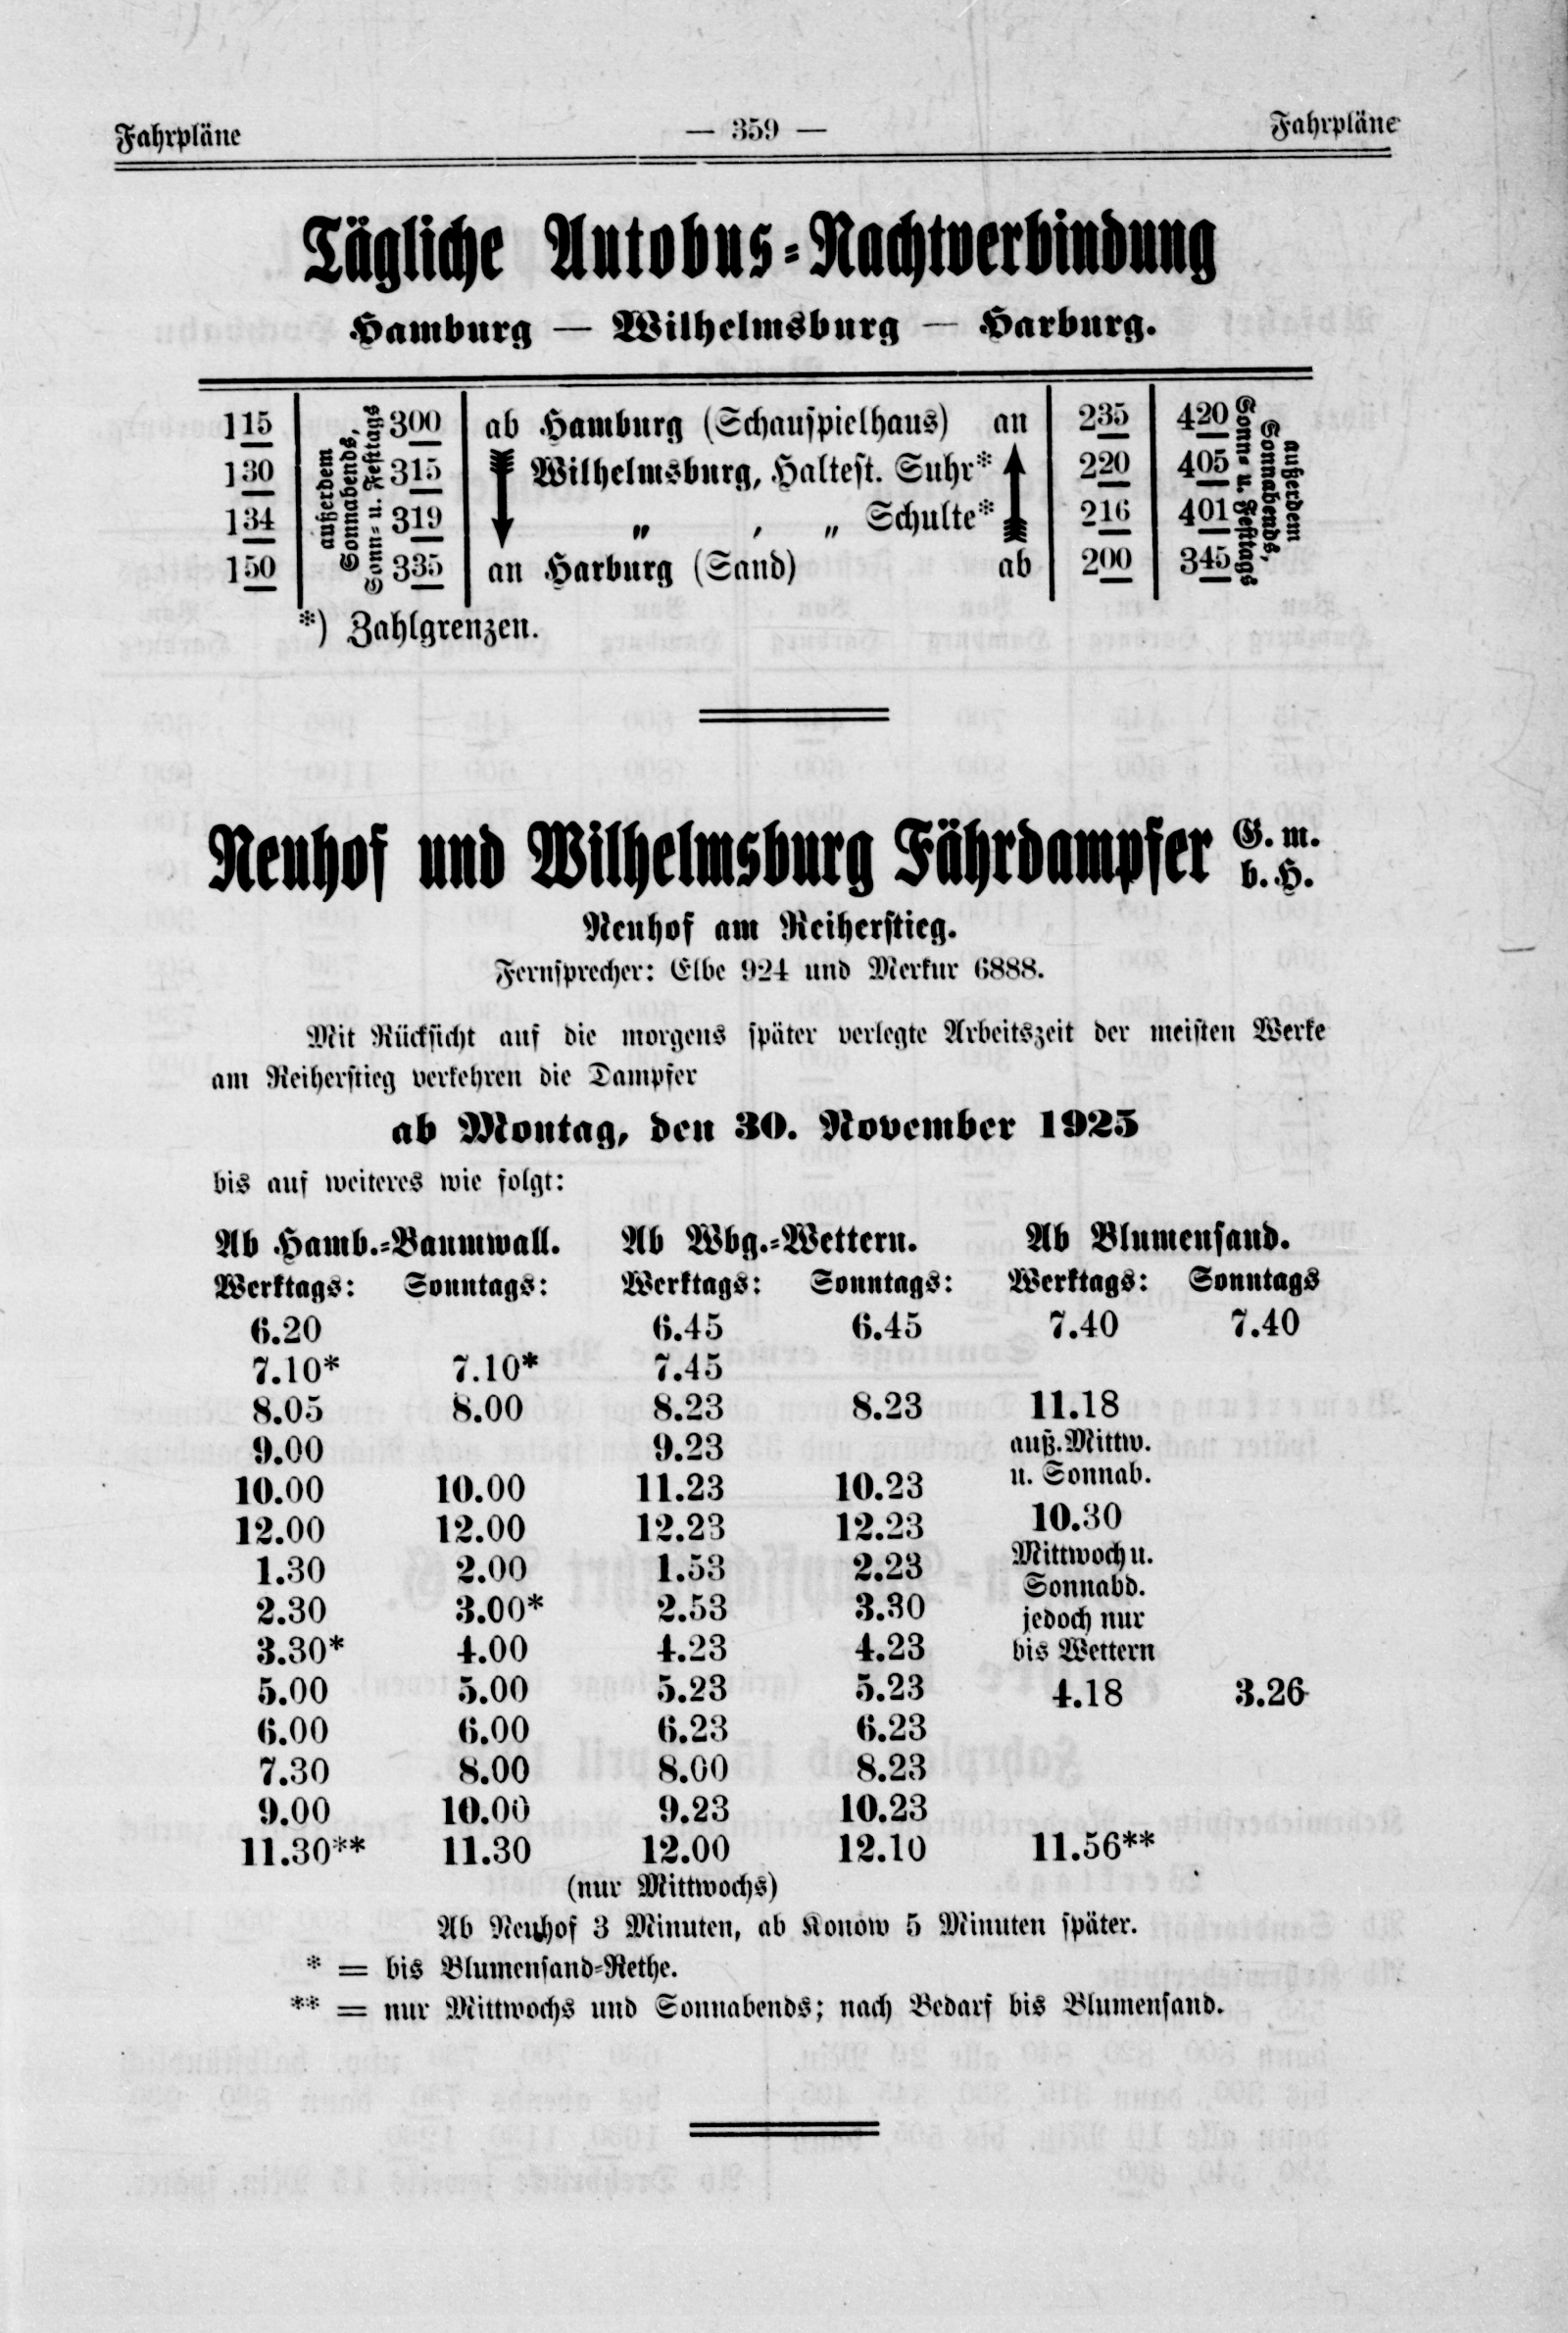 Fahrpläne — 359 — Fahrpläne
Tägliche Autobus-Nachtverbindung
Hamburg — Wilhelmsburg — Harburg.
115 außerdem Sonnabends, Sonn- u. Festtags 300 ab Hamburg (Schauspielhaus) an 235 420 außerdem Sonnabends, Sonn- u. Festtags
130 315 Wilhelmsburg, Haltest. Suhr* 220 405
134 319 „ , „ Schulte* 216 401
150 335 an Harburg (Sand) ab 200 345
*) Zahlgrenzen.
Neuhof und Wilhelmsburg Fährdampfer G. m. b. H.
Neuhof am Reiherstieg.
Fernsprecher: Elbe 924 und Merkur 6888.
Mit Rücksicht auf die morgens später verlegte Arbeitszeit der meisten Werke
am Reiherstieg verkehren die Dampfer
ab Montag, den 30. November 1925
bis auf weiteres wie folgt:
Ab Hamb.-Baumwall. Ab Wbg.-Wettern. Ab Blumensand.
Werktags: Sonntags: Werktags: Sonntags: Werktags: Sonntags
6.20 6.45 6.45 7.40 7.40
7.10* 7.10* 7.45
8.05 8.00 8.23 8.23 11.18
9.00 9.23 auß. Mittw.
u. Sonnab.
10.00 10.00 11.23 10.23
12.00 12.00 12.23 12.23 10.30
1.30 2.00 1.53 2.23 Mittwoch u.
Sonnabd.
2.30 3.00* 2.53 3.30 jedoch nur
3.30* 4.00 4.23 4.23 bis Wettern
5.00 5.00 5.23 5.23 4.18 3.26
6.00 6.00 6.23 6.23
7.30 8.00 8.00 8.23
9.00 10.00 9.23 10.23
11.30** 11.30 12.00 12.10 11.56**
(nur Mittwochs)
Ab Neuhof 3 Minuten, ab Konow 5 Minuten später.
* = bis Blumensand-Rethe.
** = nur Mittwochs und Sonnabends; nach Bedarf bis Blumensand.